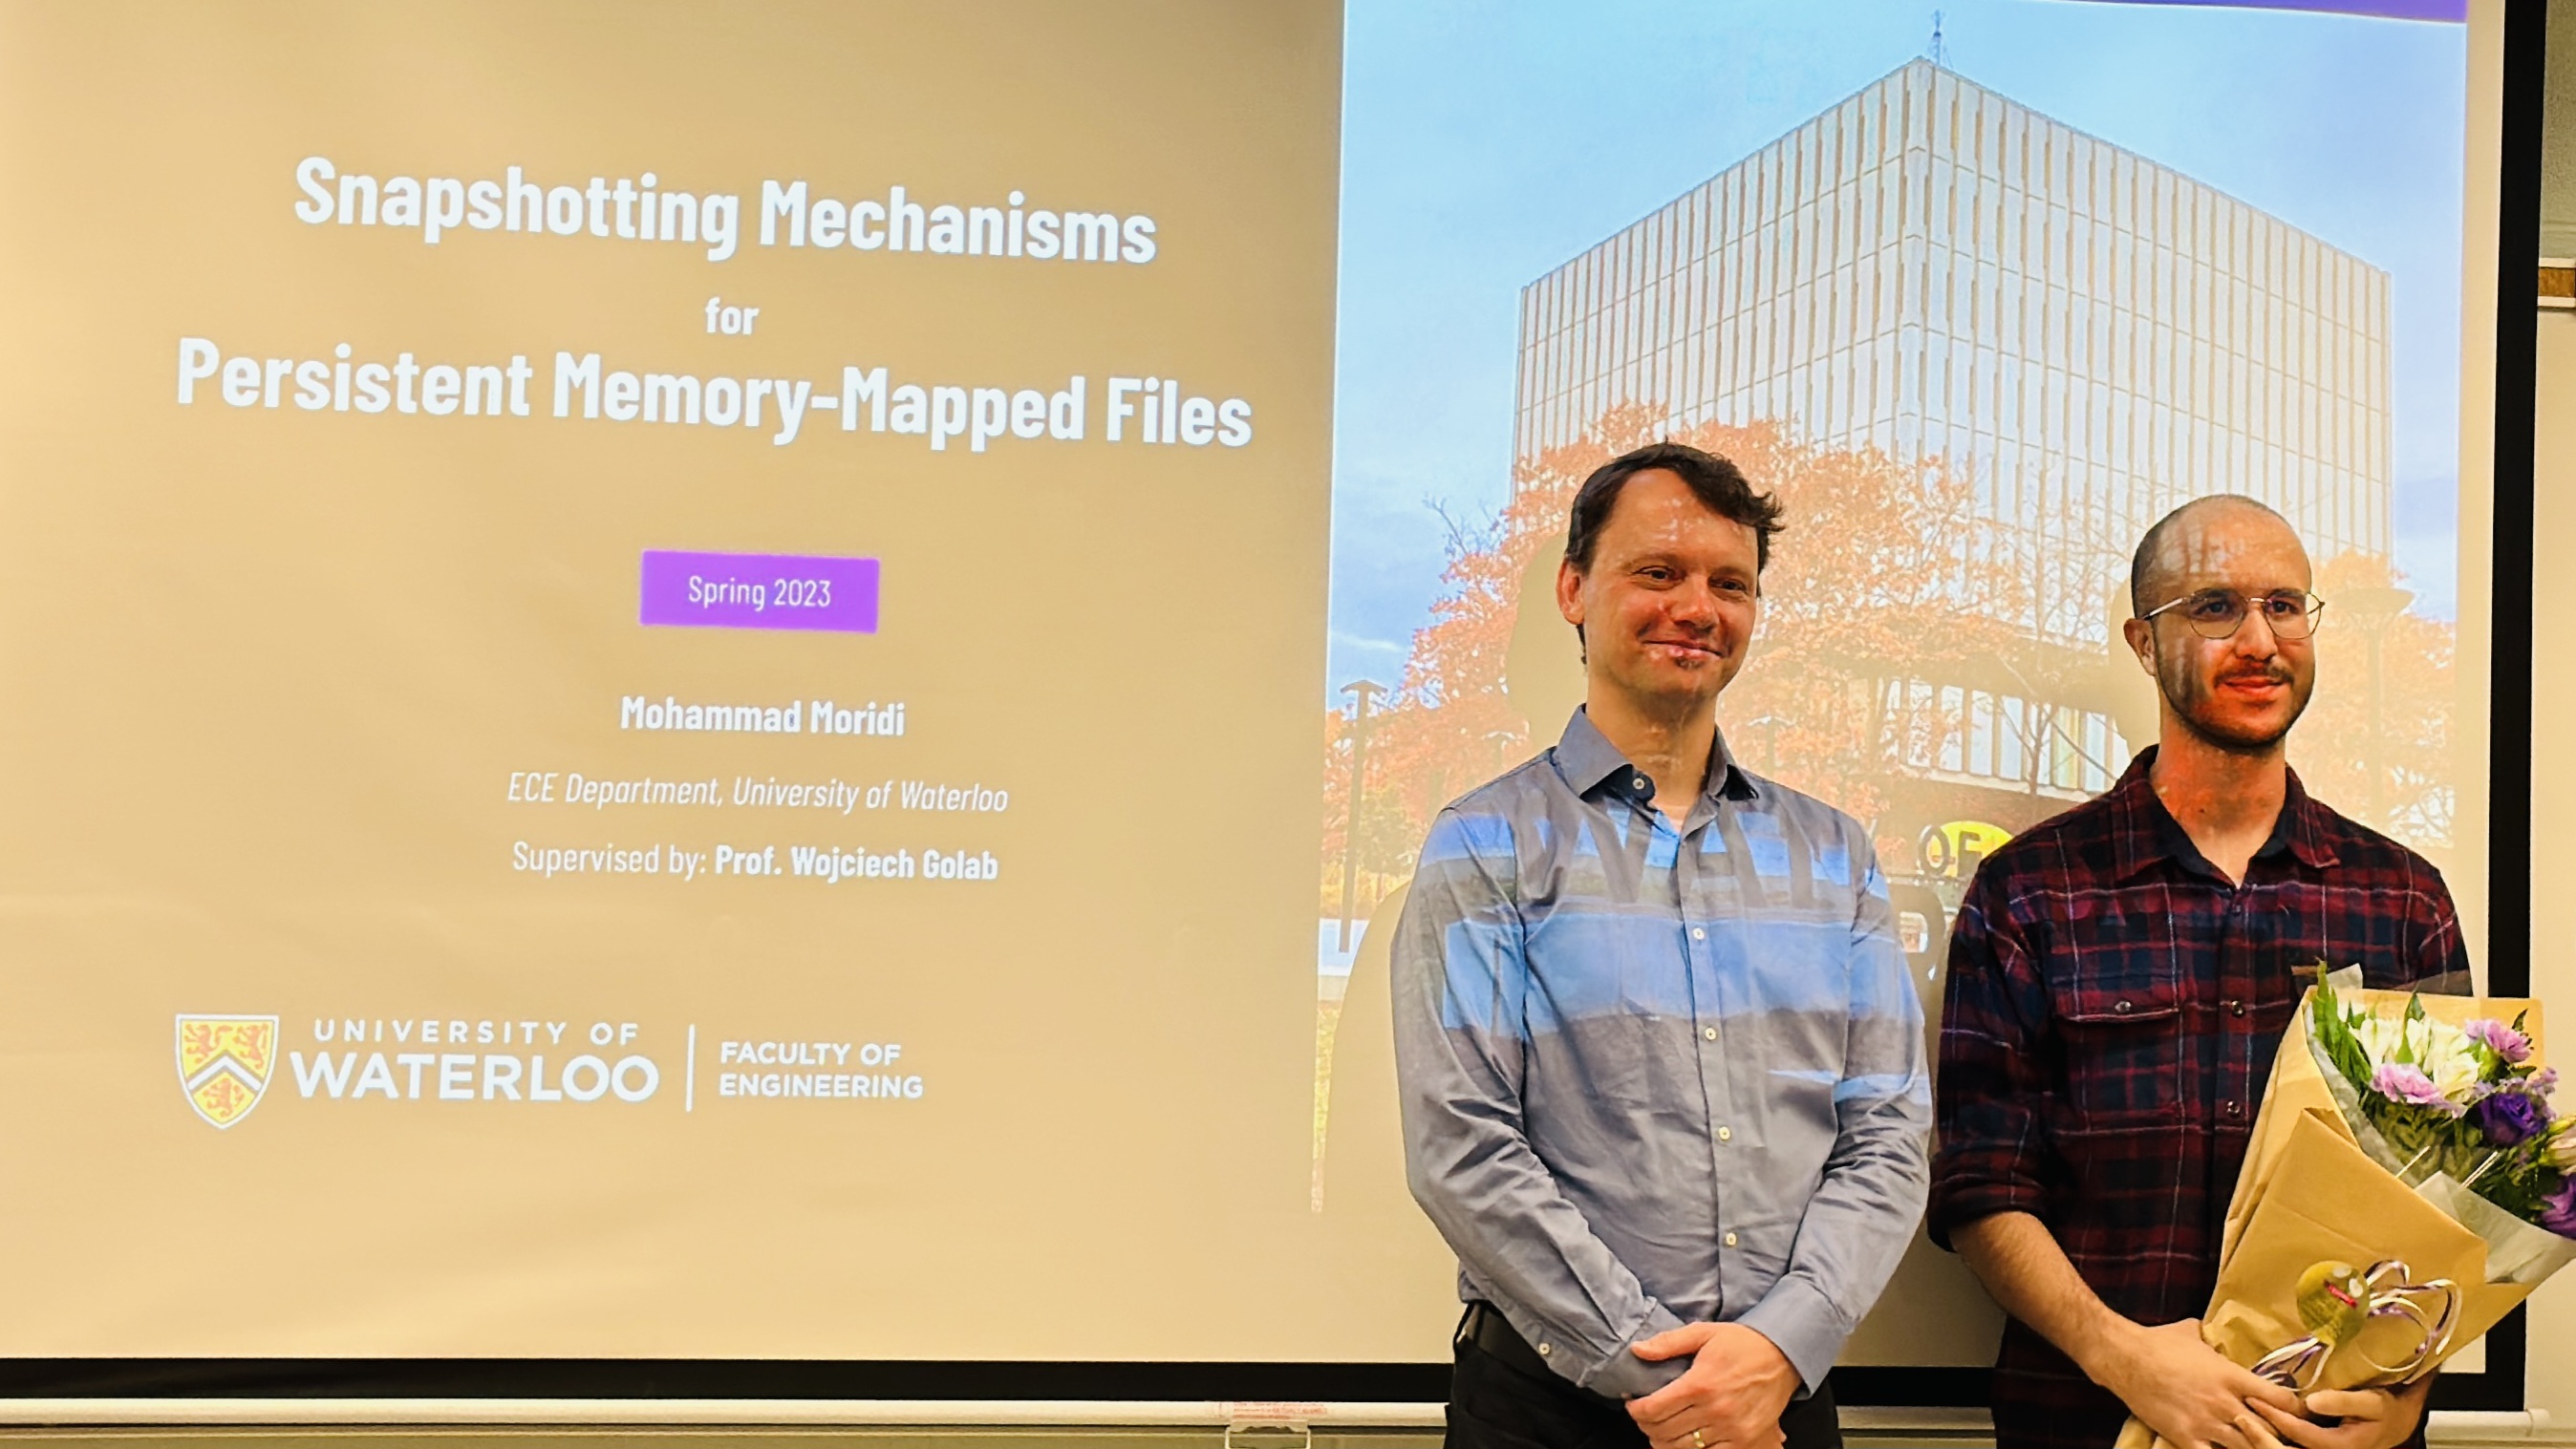 Snapshotting Mechanisms
for
Persistent Memory-Mapped Files
Spring 2023
Mohammad Moridi
ECE Department, University of Waterloo
Supervised by: Prof. Wojciech Golab
UNIVERSITY OF
WATERLOO
FACULTY OF
ENGINEERING
OF